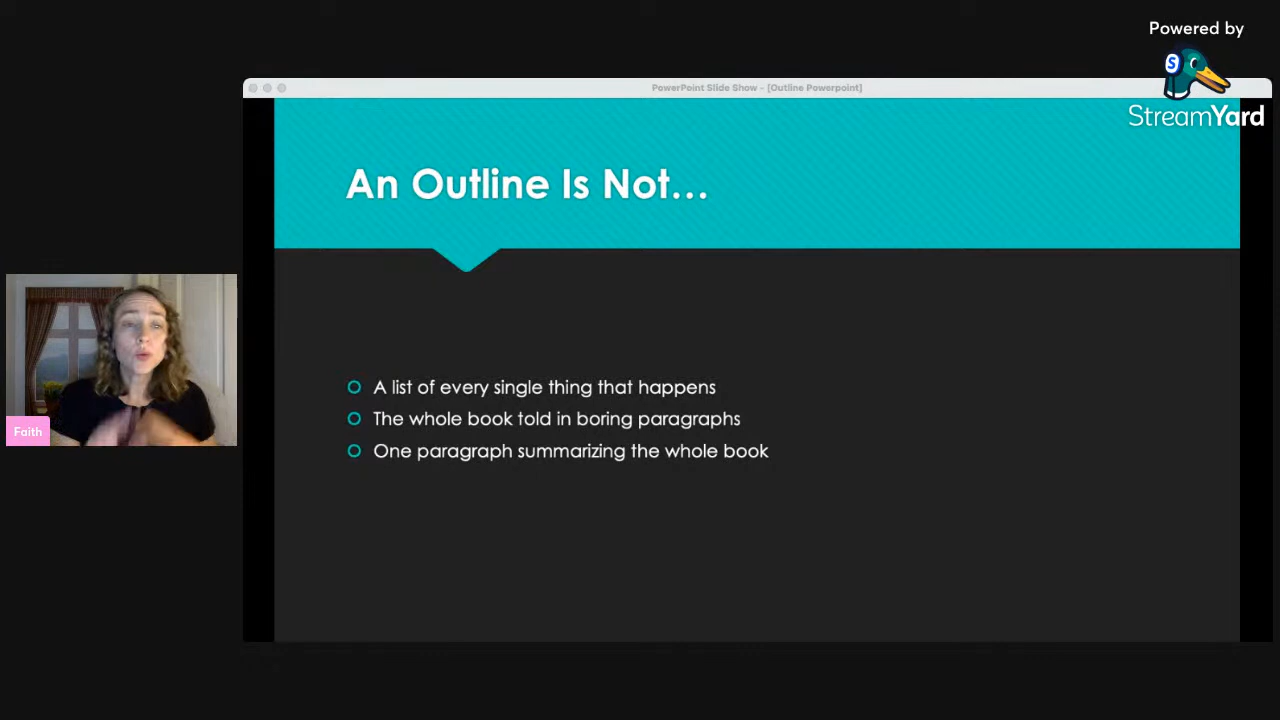 Powered by
S
StreamYard
PowerPoint Slide Show - [Outline Powerpoint]
An Outline Is Not...
A list of every single thing that happens
The whole book told in boring paragraphs
One paragraph summarizing the whole book
Faith